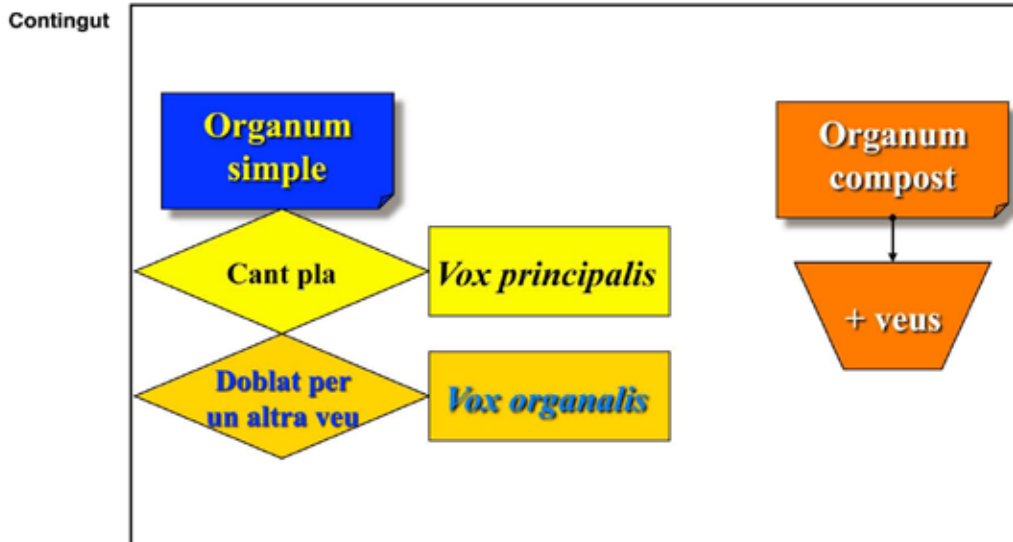 Contingut
Organum
simple
Cant pla
Vox principalis
Doblat per
un altra veu
Vox organalis
Organum
compost
+ veus